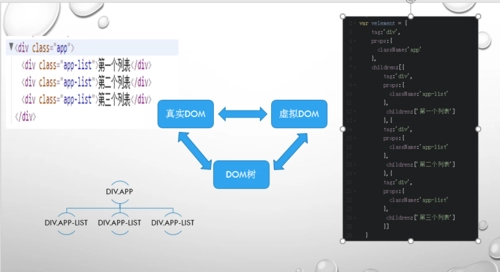 <div class="app">
<div class="app-list">第一个列表</div>
<div class="app-list">第二个列表</div>
<div class="app-list">第三个列表</div>
</div>
真实DOM
虚拟DOM
DOM树
DIV.APP
DIV.APP-LIST
DIV.APP-LIST
DIV.APP-LIST
var velement = {
tag:'div',
props:{
className:'app'
},
children:[{
tag:'div',
props:{
className:'app-list'
},
children:['第一个列表']
},{
tag:'div',
props:{
className:'app-list'
},
children:['第二个列表']
},{
tag:'div',
props:{
className:'app-list'
},
children:['第三个列表']
}]
}